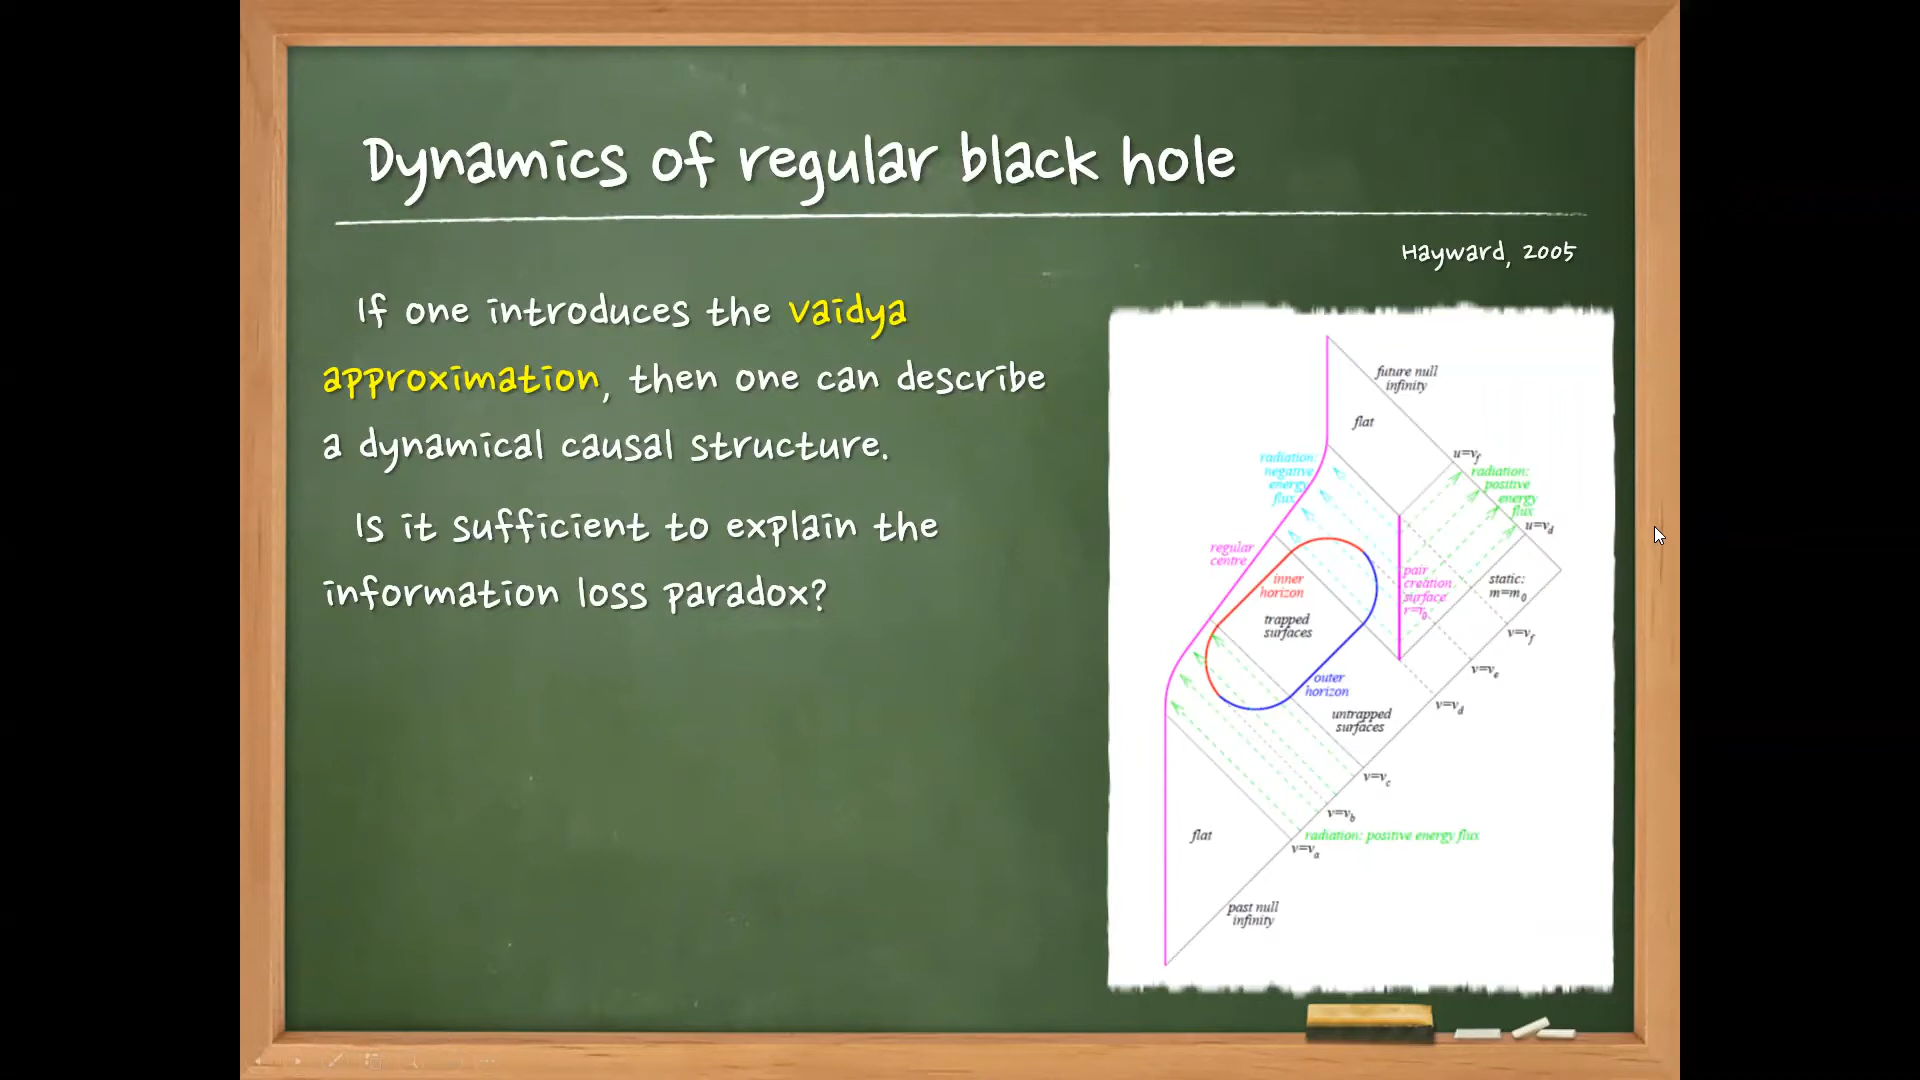 Dynamics of regular black hole
Hayward, 2005
If one introduces the vaidya
approximation, then one can describe
a dynamical causal structure.
Is it sufficient to explain the
information loss paradox?
future null
infinity
flat
radiation:
negative
energy
flux
u=v_f
radiation:
positive
energy
flux
u=v_d
regular
centre
inner
horizon
trapped
surfaces
pair
creation
surface
r=r_0
static:
m=m_0
v=v_f
v=v_e
outer
horizon
v=v_d
untrapped
surfaces
v=v_c
v=v_b
flat
radiation: positive energy flux
v=v_a
past null
infinity